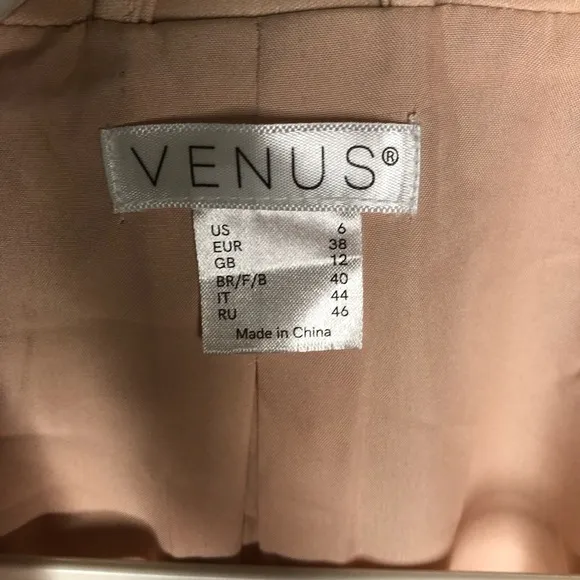 VENUS®
US 6
EUR 38
GB 12
BR/F/B 40
IT 44
RU 46
Made in China